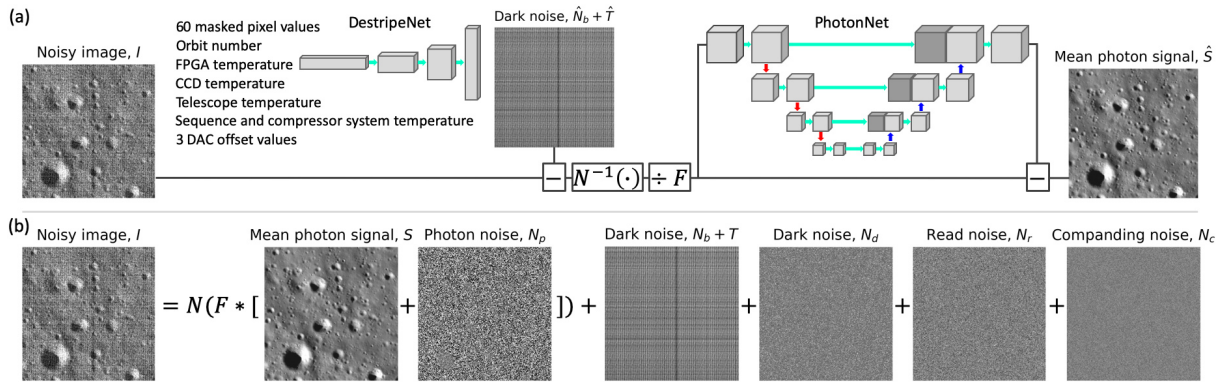 (a)
60 masked pixel values
Orbit number
FPGA temperature
CCD temperature
Telescope temperature
Sequence and compressor system temperature
3 DAC offset values
DestripeNet
Noisy image, I
Dark noise, N̂_b + T̂
PhotonNet
Mean photon signal, Ŝ
− N⁻¹(·) ÷ F −
(b)
Noisy image, I
Mean photon signal, S
Photon noise, N_p
Dark noise, N_b + T
Dark noise, N_d
Read noise, N_r
Companding noise, N_c
= N(F * [ + ]) + + + +